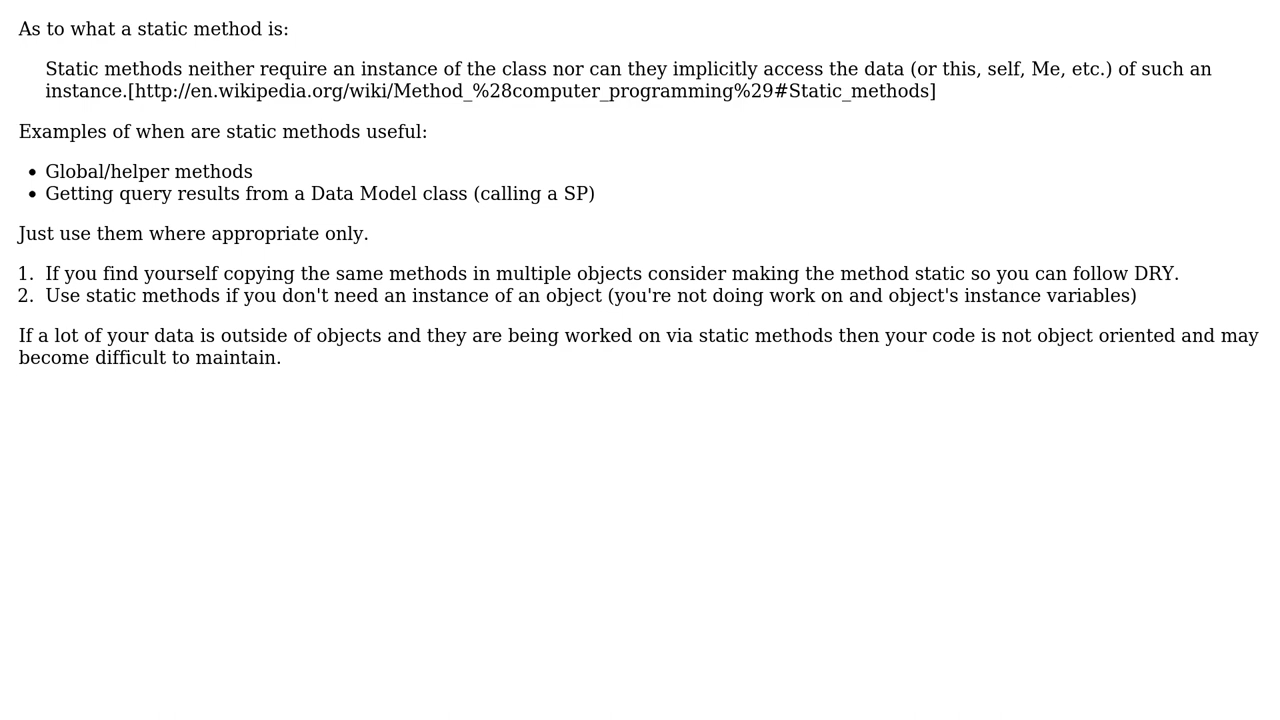 As to what a static method is:
Static methods neither require an instance of the class nor can they implicitly access the data (or this, self, Me, etc.) of such an
instance.[http://en.wikipedia.org/wiki/Method_%28computer_programming%29#Static_methods]
Examples of when are static methods useful:
• Global/helper methods
• Getting query results from a Data Model class (calling a SP)
Just use them where appropriate only.
1. If you find yourself copying the same methods in multiple objects consider making the method static so you can follow DRY.
2. Use static methods if you don't need an instance of an object (you're not doing work on and object's instance variables)
If a lot of your data is outside of objects and they are being worked on via static methods then your code is not object oriented and may
become difficult to maintain.